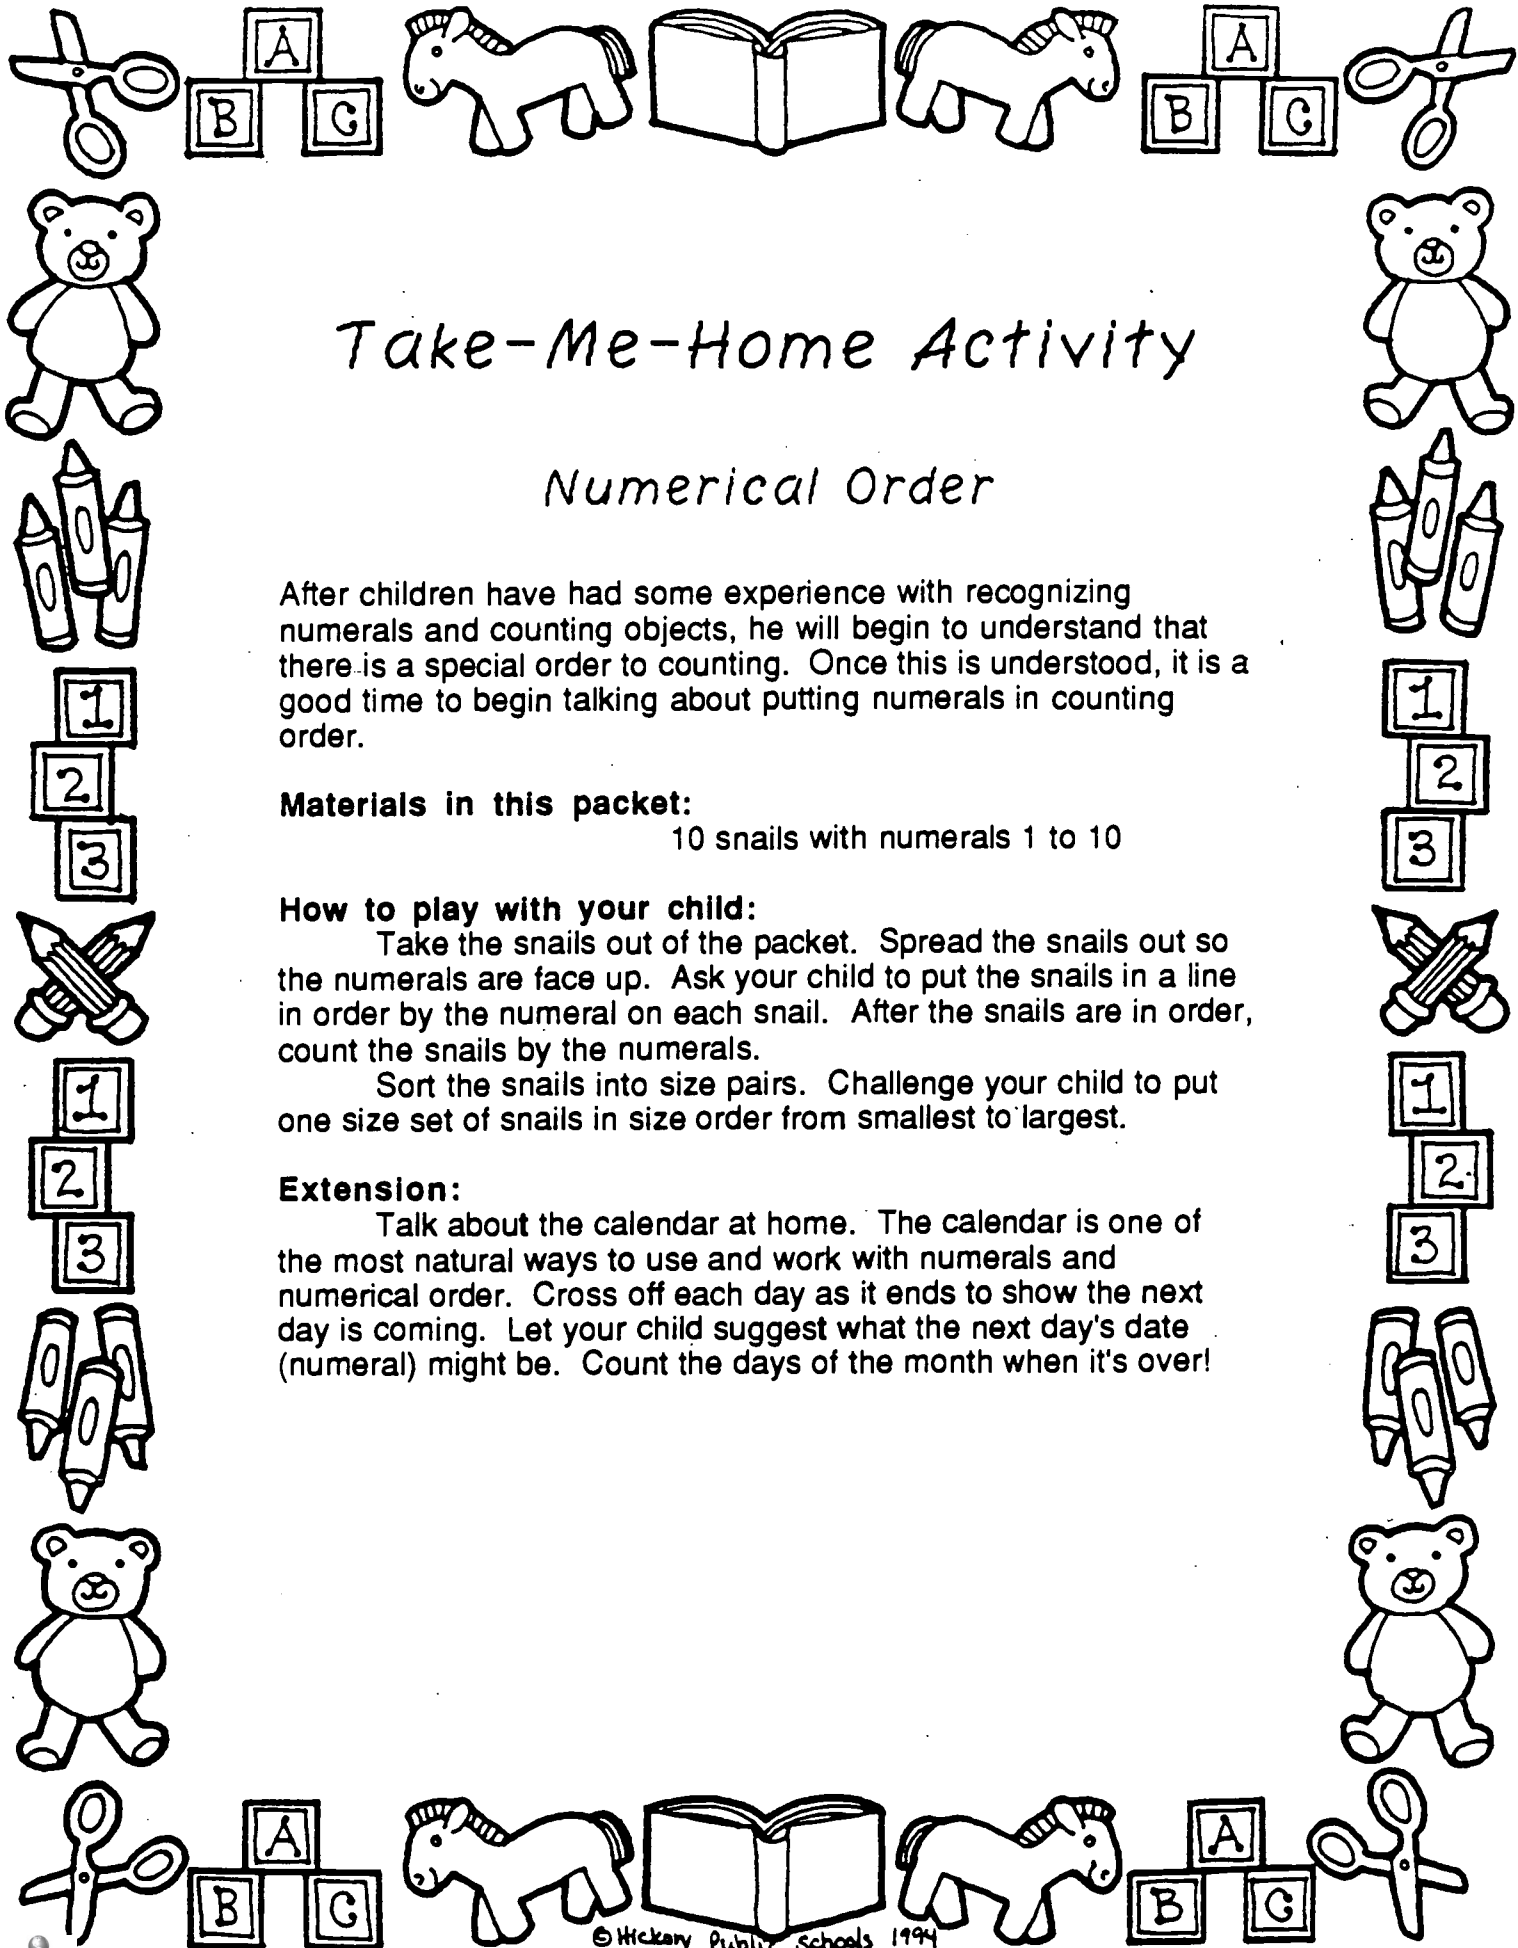 A A
B C B C
Take-Me-Home Activity
Numerical Order
After children have had some experience with recognizing
numerals and counting objects, he will begin to understand that
there is a special order to counting. Once this is understood, it is a
good time to begin talking about putting numerals in counting
order.
Materials in this packet:
10 snails with numerals 1 to 10
How to play with your child:
Take the snails out of the packet. Spread the snails out so
the numerals are face up. Ask your child to put the snails in a line
in order by the numeral on each snail. After the snails are in order,
count the snails by the numerals.
Sort the snails into size pairs. Challenge your child to put
one size set of snails in size order from smallest to largest.
Extension:
Talk about the calendar at home. The calendar is one of
the most natural ways to use and work with numerals and
numerical order. Cross off each day as it ends to show the next
day is coming. Let your child suggest what the next day's date
(numeral) might be. Count the days of the month when it's over!
1
2
3
1
2
3
1
2
3
1
2
3
A A
B C B C
© Hickory Public Schools 1994